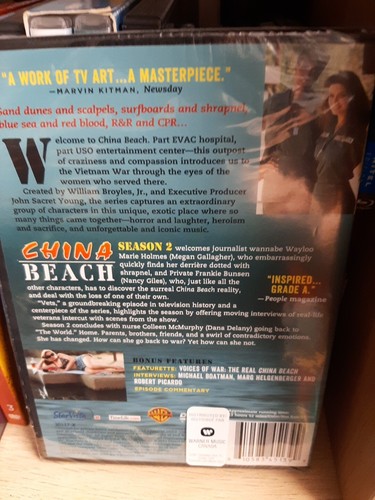 "A WORK OF TV ART...A MASTERPIECE."
—MARVIN KITMAN, Newsday
Sand dunes and scalpels, surfboards and shrapnel,
blue sea and red blood, R&R and CPR...
Welcome to China Beach. Part EVAC hospital,
part USO entertainment center—this outpost
of craziness and compassion introduces us to
the Vietnam War through the eyes of the
women who served there.
Created by William Broyles, Jr., and Executive Producer
John Sacret Young, the series captures an extraordinary
group of characters in this unique, exotic place where so
many things came together—horror and laughter, heroism
and sacrifice, and unforgettable and iconic music.
CHINA BEACH
SEASON 2 welcomes journalist wannabe Wayloo
Marie Holmes (Megan Gallagher), who embarrassingly
quickly finds her derrière dotted with
shrapnel, and Private Frankie Bunsen
(Nancy Giles), who, just like all the
other characters, has to discover the surreal China Beach reality,
and deal with the loss of one of their own.
"Vets," a groundbreaking episode in television history and a
centerpiece of the series, highlights the season by offering moving interviews of real-life
veterans intercut with scenes from the show.
Season 2 concludes with nurse Colleen McMurphy (Dana Delany) going back to
"The World." Home. Parents, brothers, friends, and a swirl of contradictory emotions.
She has changed. How can she go back to war? Yet how can she not.
"INSPIRED...
GRADE A."
—People magazine
BONUS FEATURES
FEATURETTE: VOICES OF WAR: THE REAL CHINA BEACH
INTERVIEWS: MICHAEL BOATMAN, MARG HELGENBERGER AND
ROBERT PICARDO
EPISODE COMMENTARY
WARNER MUSIC
3